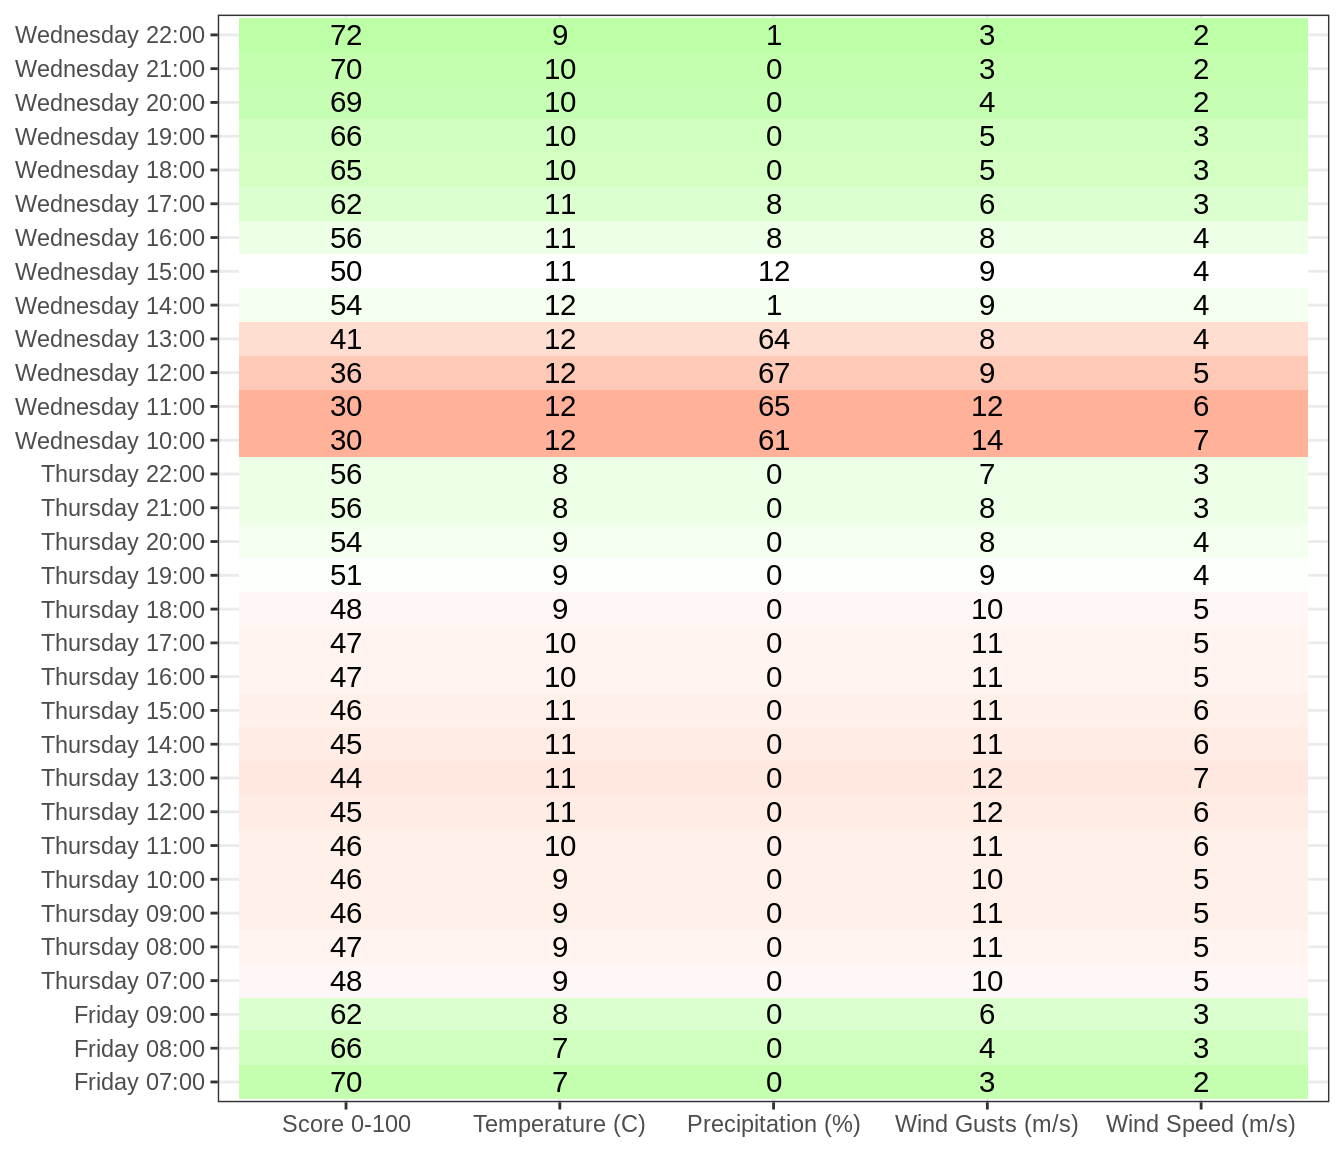 Wednesday 22:00 72 9 1 3 2
Wednesday 21:00 70 10 0 3 2
Wednesday 20:00 69 10 0 4 2
Wednesday 19:00 66 10 0 5 3
Wednesday 18:00 65 10 0 5 3
Wednesday 17:00 62 11 8 6 3
Wednesday 16:00 56 11 8 8 4
Wednesday 15:00 50 11 12 9 4
Wednesday 14:00 54 12 1 9 4
Wednesday 13:00 41 12 64 8 4
Wednesday 12:00 36 12 67 9 5
Wednesday 11:00 30 12 65 12 6
Wednesday 10:00 30 12 61 14 7
Thursday 22:00 56 8 0 7 3
Thursday 21:00 56 8 0 8 3
Thursday 20:00 54 9 0 8 4
Thursday 19:00 51 9 0 9 4
Thursday 18:00 48 9 0 10 5
Thursday 17:00 47 10 0 11 5
Thursday 16:00 47 10 0 11 5
Thursday 15:00 46 11 0 11 6
Thursday 14:00 45 11 0 11 6
Thursday 13:00 44 11 0 12 7
Thursday 12:00 45 11 0 12 6
Thursday 11:00 46 10 0 11 6
Thursday 10:00 46 9 0 10 5
Thursday 09:00 46 9 0 11 5
Thursday 08:00 47 9 0 11 5
Thursday 07:00 48 9 0 10 5
Friday 09:00 62 8 0 6 3
Friday 08:00 66 7 0 4 3
Friday 07:00 70 7 0 3 2
Score 0-100 Temperature (C) Precipitation (%) Wind Gusts (m/s) Wind Speed (m/s)